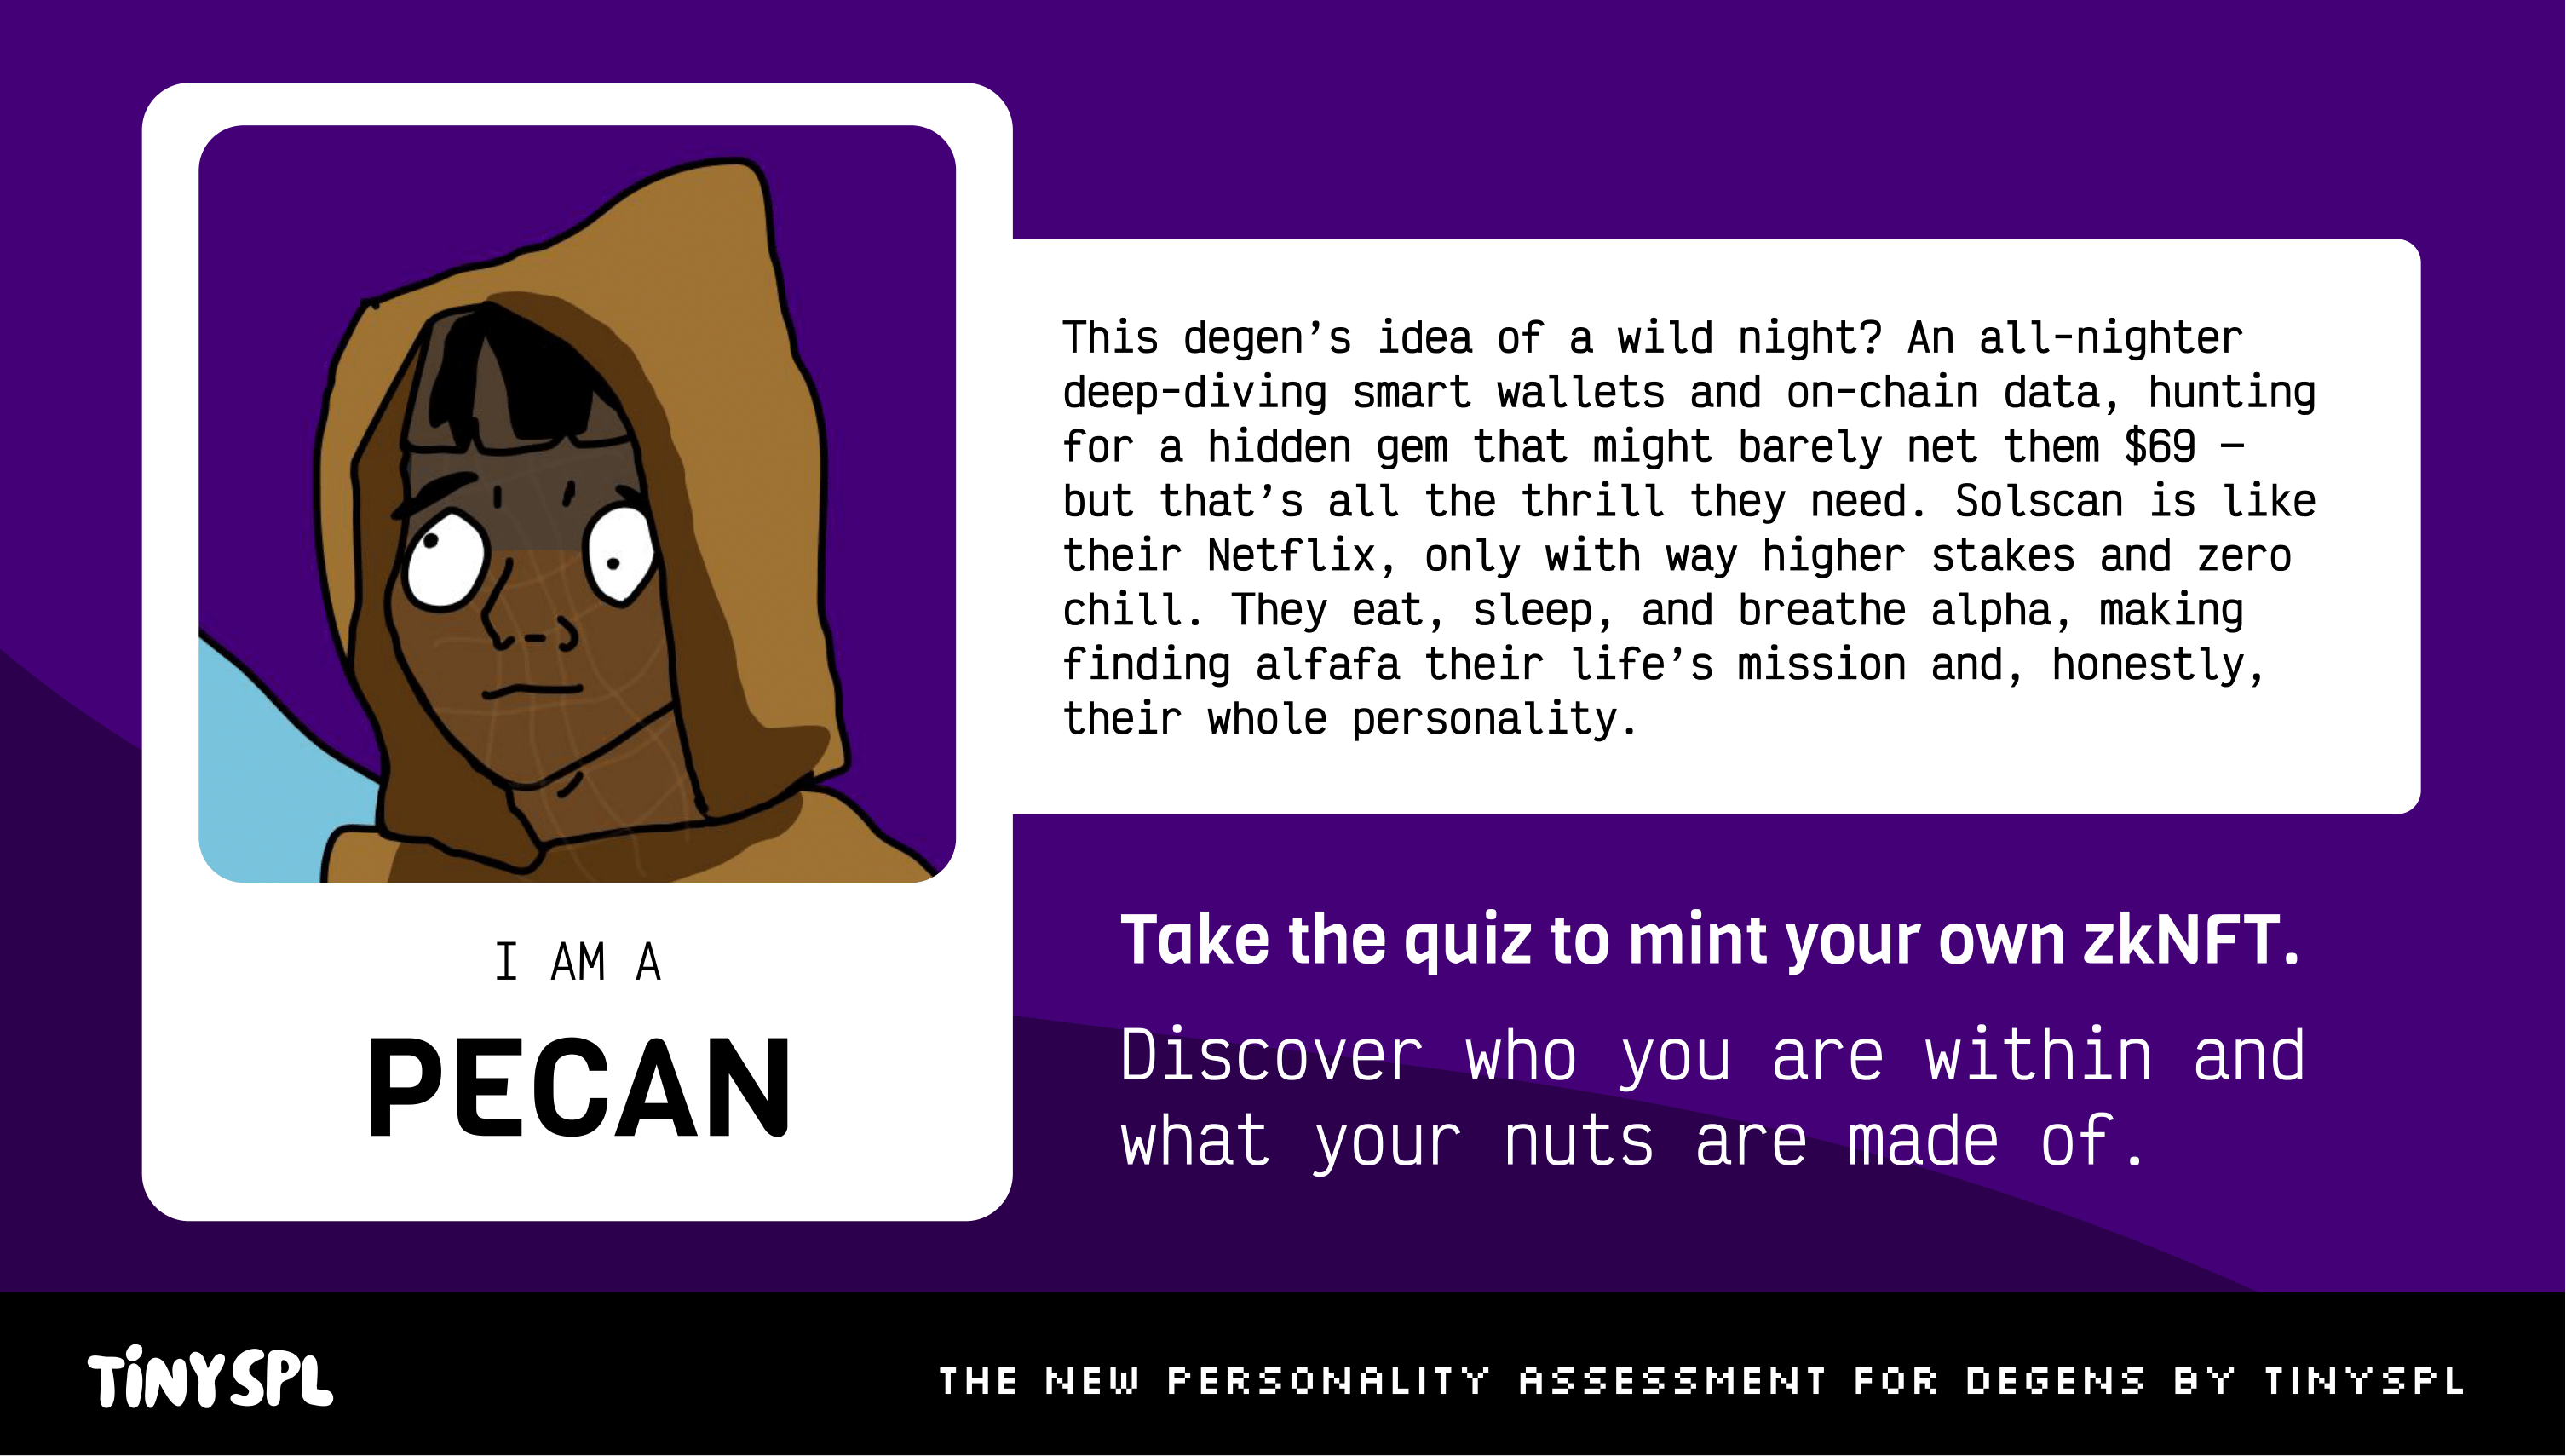 This degen’s idea of a wild night? An all-nighter
deep-diving smart wallets and on-chain data, hunting
for a hidden gem that might barely net them $69 –
but that’s all the thrill they need. Solscan is like
their Netflix, only with way higher stakes and zero
chill. They eat, sleep, and breathe alpha, making
finding alfafa their life’s mission and, honestly,
their whole personality.
I AM A
PECAN
Take the quiz to mint your own zkNFT.
Discover who you are within and
what your nuts are made of.
TiNYSPL
THE NEW PERSONALITY ASSESSMENT FOR DEGENS BY TINYSPL